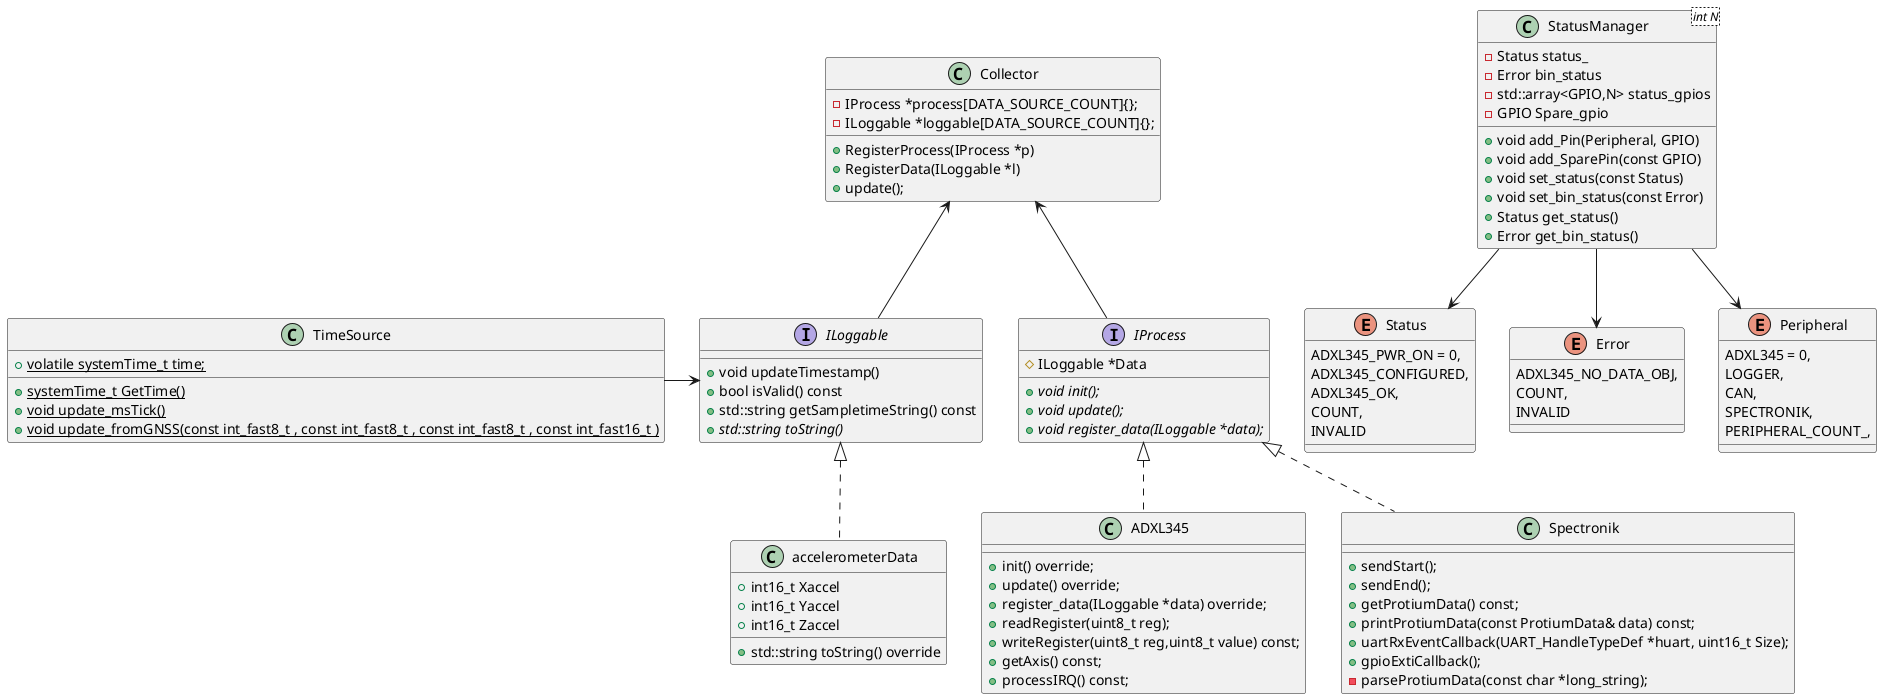 C StatusManager
int N
Status status_
Error bin_status
std::array<GPIO,N> status_gpios
GPIO Spare_gpio
void add_Pin(Peripheral, GPIO)
void add_SparePin(const GPIO)
void set_status(const Status)
void set_bin_status(const Error)
Status get_status()
Error get_bin_status()
C Collector
IProcess *process[DATA_SOURCE_COUNT]{};
ILoggable *loggable[DATA_SOURCE_COUNT]{};
RegisterProcess(IProcess *p)
RegisterData(ILoggable *l)
update();
C TimeSource
volatile systemTime_t time;
systemTime_t GetTime()
void update_msTick()
void update_fromGNSS(const int_fast8_t , const int_fast8_t , const int_fast8_t , const int_fast16_t )
I ILoggable
void updateTimestamp()
bool isValid() const
std::string getSampletimeString() const
std::string toString()
I IProcess
ILoggable *Data
void init();
void update();
void register_data(ILoggable *data);
E Status
ADXL345_PWR_ON = 0,
ADXL345_CONFIGURED,
ADXL345_OK,
COUNT,
INVALID
E Error
ADXL345_NO_DATA_OBJ,
COUNT,
INVALID
E Peripheral
ADXL345 = 0,
LOGGER,
CAN,
SPECTRONIK,
PERIPHERAL_COUNT_,
C accelerometerData
int16_t Xaccel
int16_t Yaccel
int16_t Zaccel
std::string toString() override
C ADXL345
init() override;
update() override;
register_data(ILoggable *data) override;
readRegister(uint8_t reg);
writeRegister(uint8_t reg,uint8_t value) const;
getAxis() const;
processIRQ() const;
C Spectronik
sendStart();
sendEnd();
getProtiumData() const;
printProtiumData(const ProtiumData& data) const;
uartRxEventCallback(UART_HandleTypeDef *huart, uint16_t Size);
gpioExtiCallback();
parseProtiumData(const char *long_string);